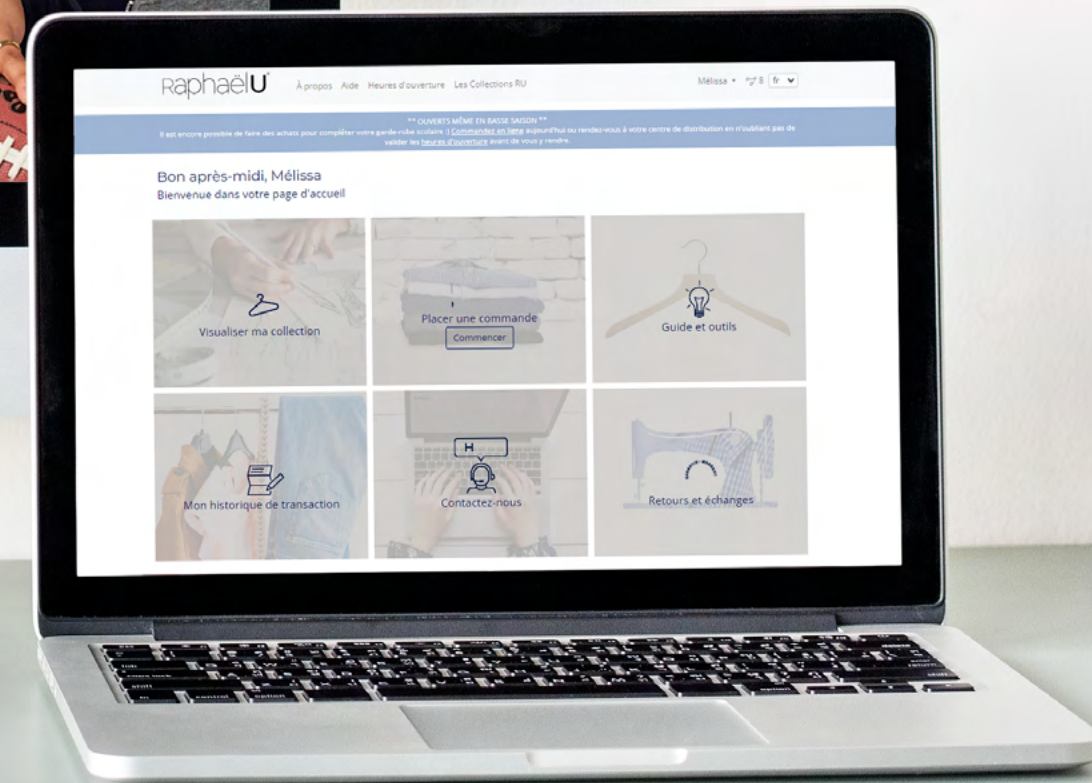 RaphaëlU
À propos Aide Heures d'ouverture Les Collections RU
Mélissa
fr
** OUVERTS MÊME EN BASSE SAISON **
Il est encore possible de faire des achats pour compléter votre garde-robe scolaire :) Commandez en ligne aujourd'hui ou rendez-vous à votre centre de distribution en n'oubliant pas de
valider les heures d'ouverture avant de vous y rendre.
Bon après-midi, Mélissa
Bienvenue dans votre page d'accueil
Visualiser ma collection
Placer une commande
Commencer
Guide et outils
H
Mon historique de transaction
Contactez-nous
Retours et échanges
control option
option